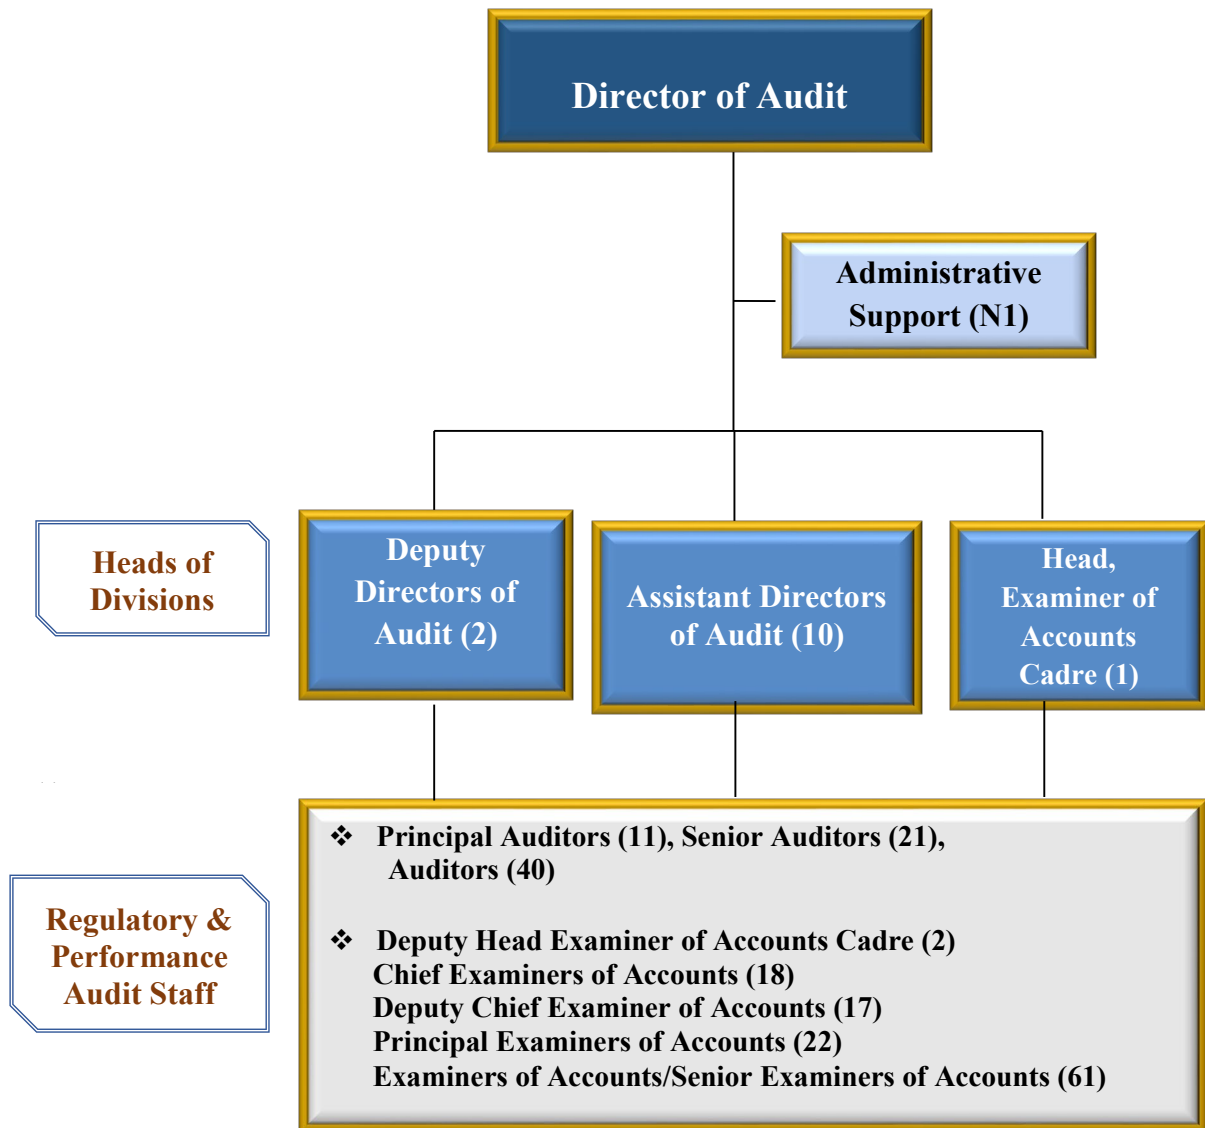 Director of Audit
Administrative
Support (N1)
Heads of
Divisions
Deputy
Directors of
Audit (2)
Assistant Directors
of Audit (10)
Head,
Examiner of
Accounts
Cadre (1)
Regulatory &
Performance
Audit Staff
❖ Principal Auditors (11), Senior Auditors (21),
Auditors (40)
❖ Deputy Head Examiner of Accounts Cadre (2)
Chief Examiners of Accounts (18)
Deputy Chief Examiner of Accounts (17)
Principal Examiners of Accounts (22)
Examiners of Accounts/Senior Examiners of Accounts (61)